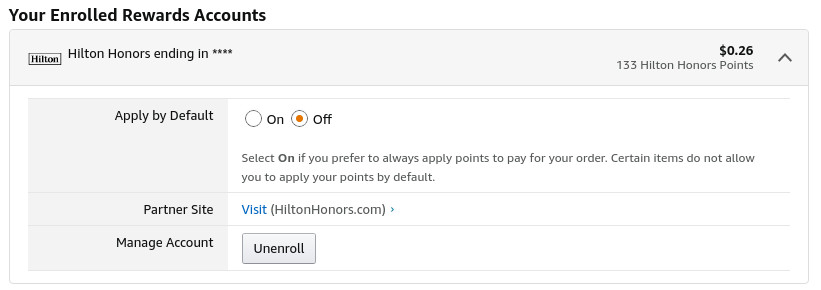 Your Enrolled Rewards Accounts
Hilton
Hilton Honors ending in ****
$0.26
133 Hilton Honors Points
Apply by Default
On
Off
Select On if you prefer to always apply points to pay for your order. Certain items do not allow
you to apply your points by default.
Partner Site
Visit (HiltonHonors.com) ›
Manage Account
Unenroll